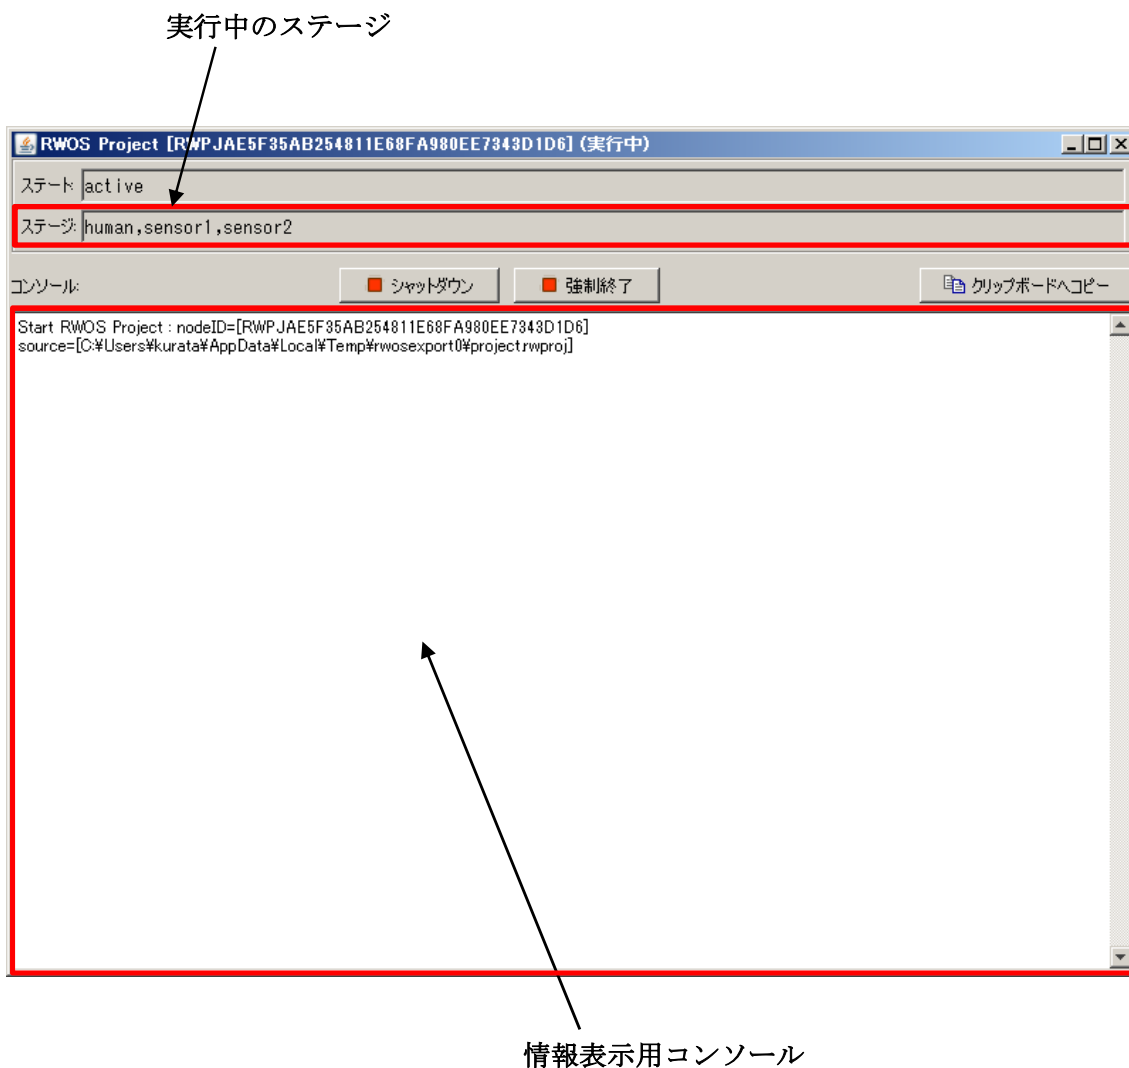 実行中のステージ
RWOS Project [RWPJAE5F35AB254811E68FA980EE7343D1D6] (実行中)
ステート: active
ステージ: human,sensor1,sensor2
コンソール: シャットダウン 強制終了 クリップボードへコピー
Start RWOS Project : nodeID=[RWPJAE5F35AB254811E68FA980EE7343D1D6]
source=[C:¥Users¥kurata¥AppData¥Local¥Temp¥rwosexport0¥project.rwproj]
情報表示用コンソール